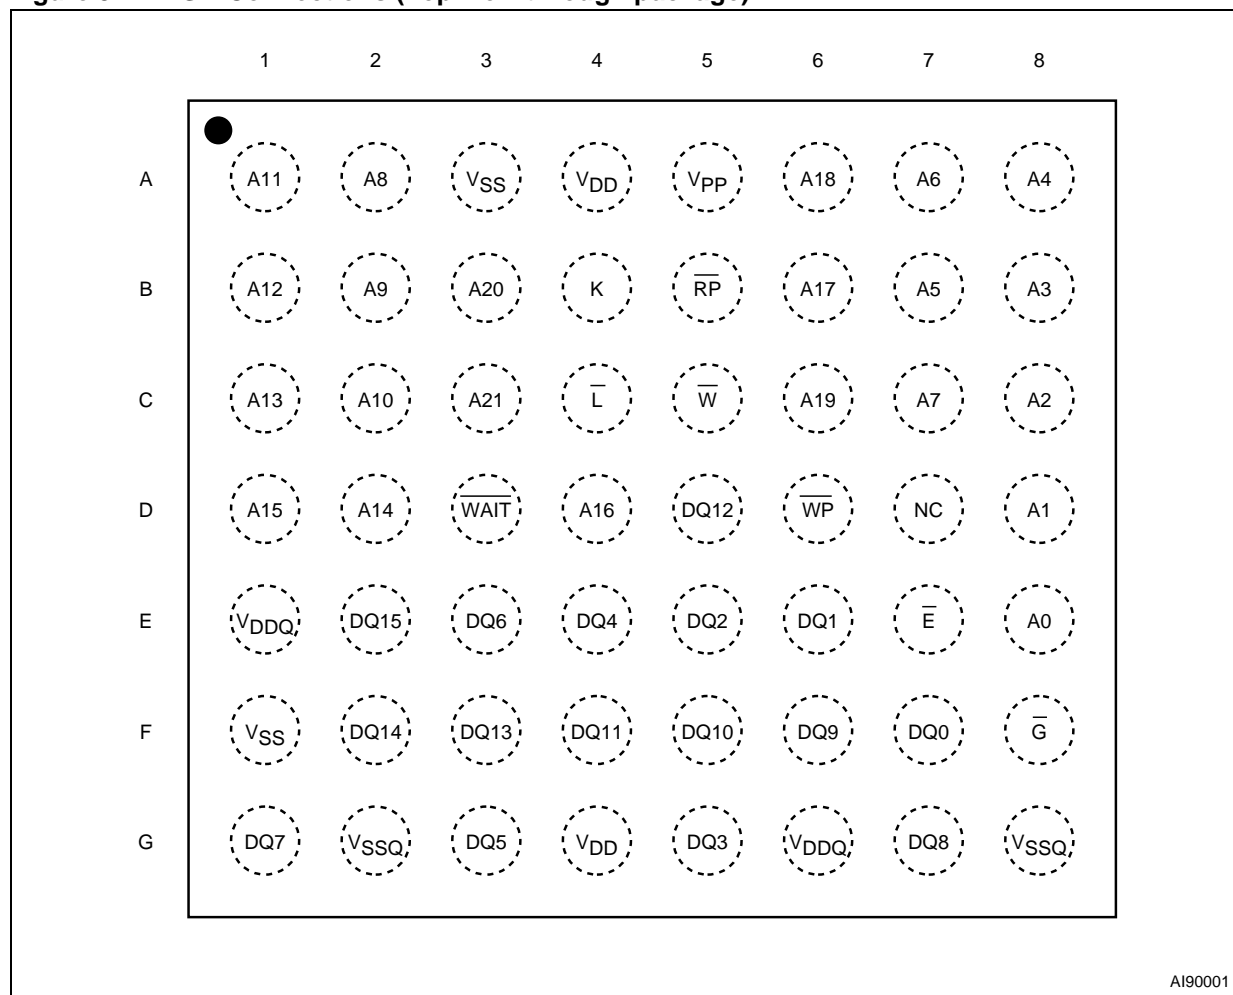 1 2 3 4 5 6 7 8
A A11 A8 VSS VDD VPP A18 A6 A4
B A12 A9 A20 K R̅P̅ A17 A5 A3
C A13 A10 A21 L̅ W̅ A19 A7 A2
D A15 A14 W̅A̅I̅T̅ A16 DQ12 W̅P̅ NC A1
E VDDQ DQ15 DQ6 DQ4 DQ2 DQ1 E̅ A0
F VSS DQ14 DQ13 DQ11 DQ10 DQ9 DQ0 G̅
G DQ7 VSSQ DQ5 VDD DQ3 VDDQ DQ8 VSSQ
AI90001